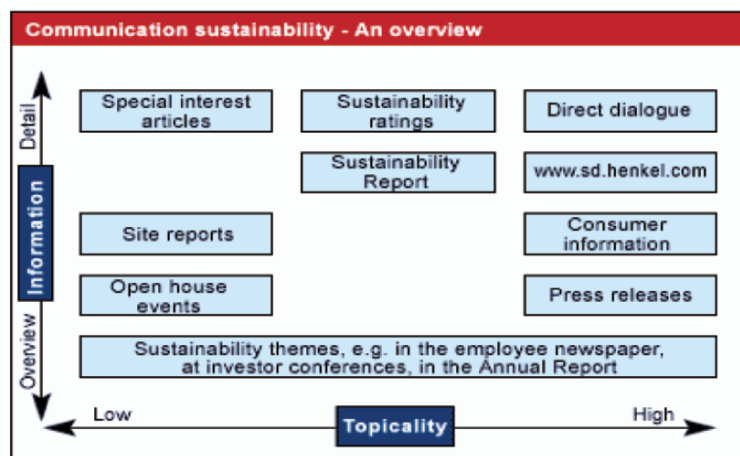 Communication sustainability - An overview
Detail
Information
Overview
Special interest
articles
Sustainability
ratings
Direct dialogue
Sustainability
Report
www.sd.henkel.com
Site reports
Consumer
information
Open house
events
Press releases
Sustainability themes, e.g. in the employee newspaper,
at investor conferences, in the Annual Report
Low
Topicality
High